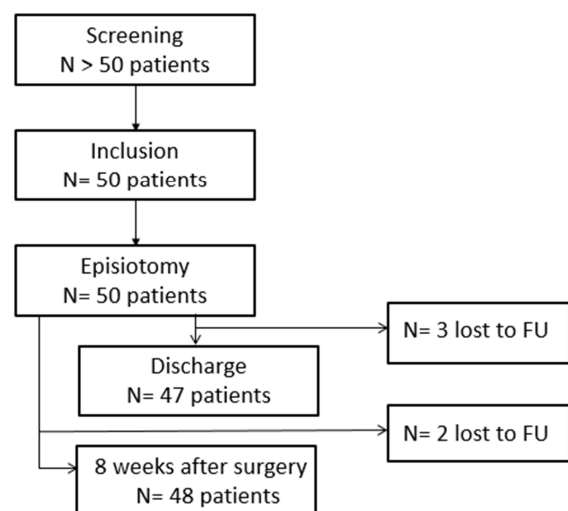 Screening
N > 50 patients
Inclusion
N= 50 patients
Episiotomy
N= 50 patients
N= 3 lost to FU
Discharge
N= 47 patients
N= 2 lost to FU
8 weeks after surgery
N= 48 patients